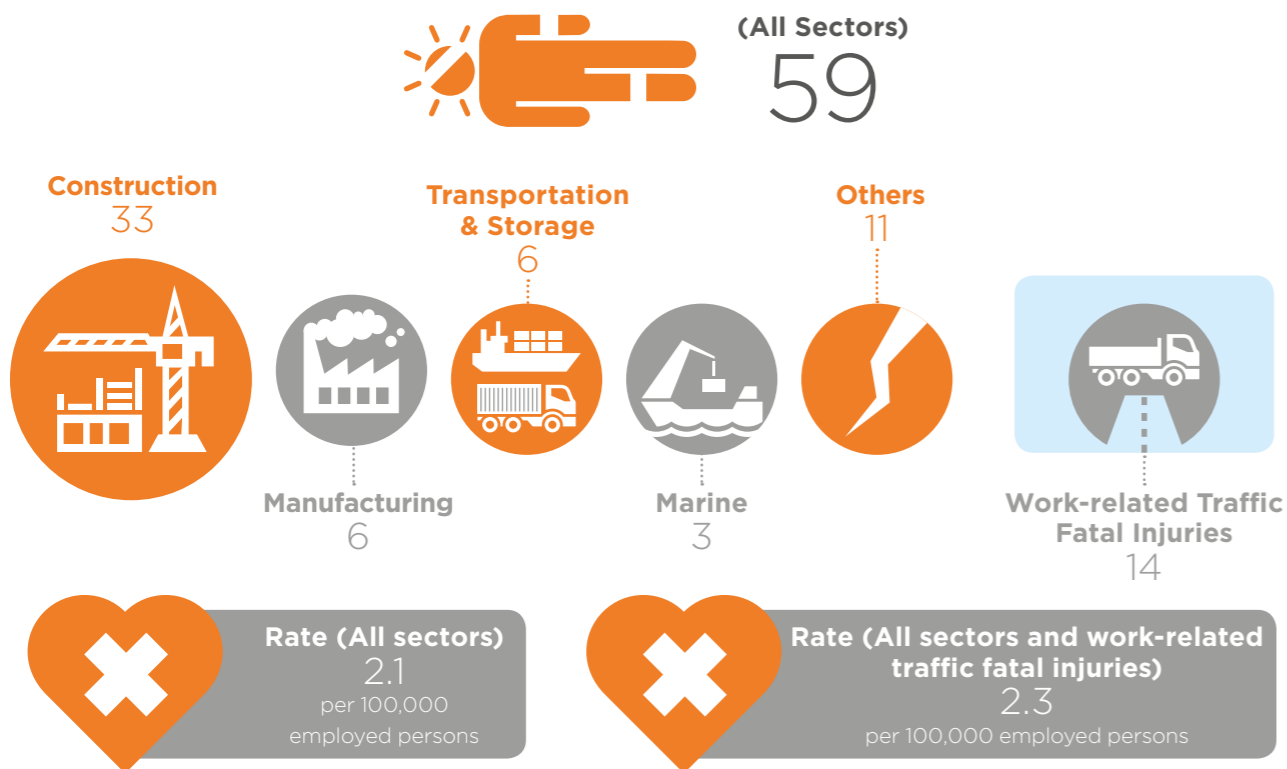 (All Sectors)
59
Construction
33
Transportation
& Storage
6
Others
11
Manufacturing
6
Marine
3
Work-related Traffic
Fatal Injuries
14
Rate (All sectors)
2.1
per 100,000
employed persons
Rate (All sectors and work-related
traffic fatal injuries)
2.3
per 100,000 employed persons